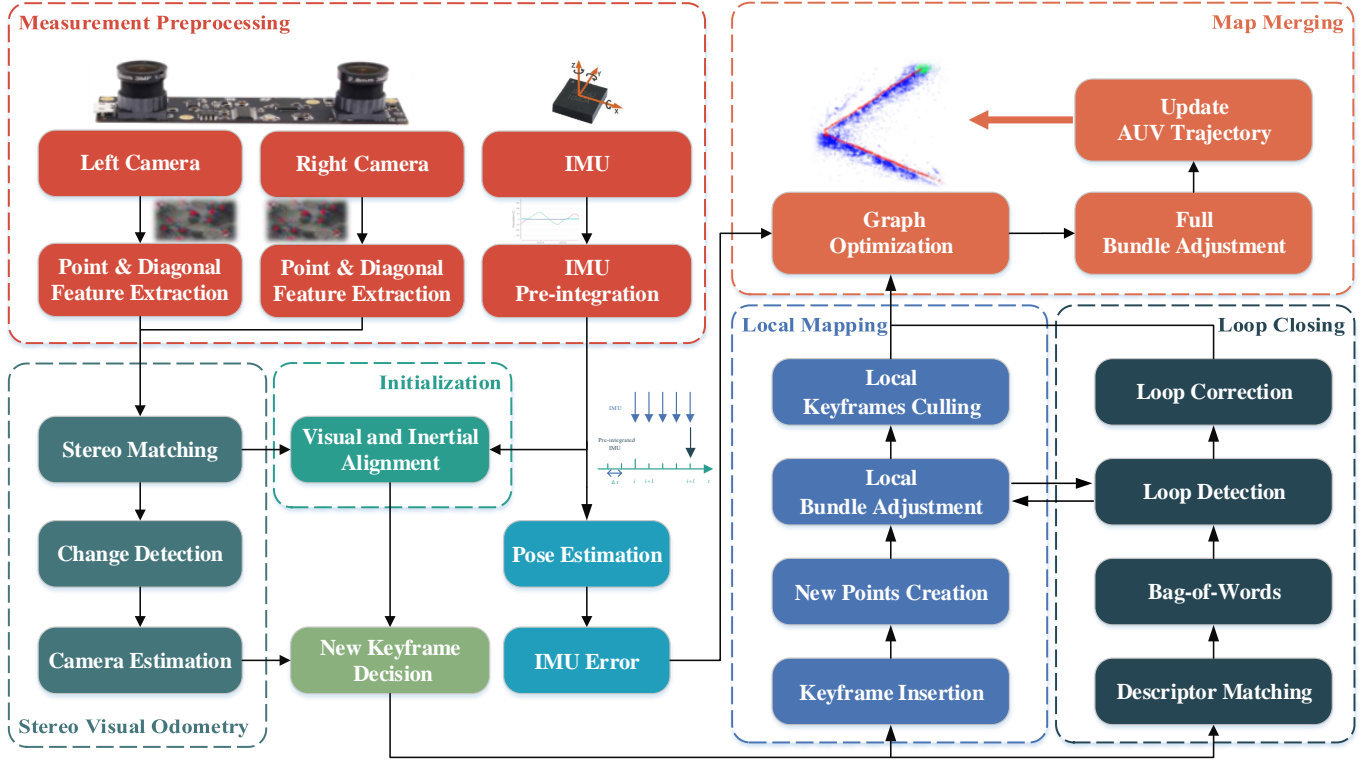 Measurement Preprocessing
Left Camera
Right Camera
IMU
Point & Diagonal
Feature Extraction
Point & Diagonal
Feature Extraction
IMU
Pre-integration
Map Merging
Update
AUV Trajectory
Graph
Optimization
Full
Bundle Adjustment
Stereo Matching
Change Detection
Camera Estimation
Stereo Visual Odometry
Initialization
Visual and Inertial
Alignment
New Keyframe
Decision
IMU
Pre-integrated
IMU
Δt
i
i+1
Pose Estimation
IMU Error
Local Mapping
Local
Keyframes Culling
Local
Bundle Adjustment
New Points Creation
Keyframe Insertion
Loop Closing
Loop Correction
Loop Detection
Bag-of-Words
Descriptor Matching